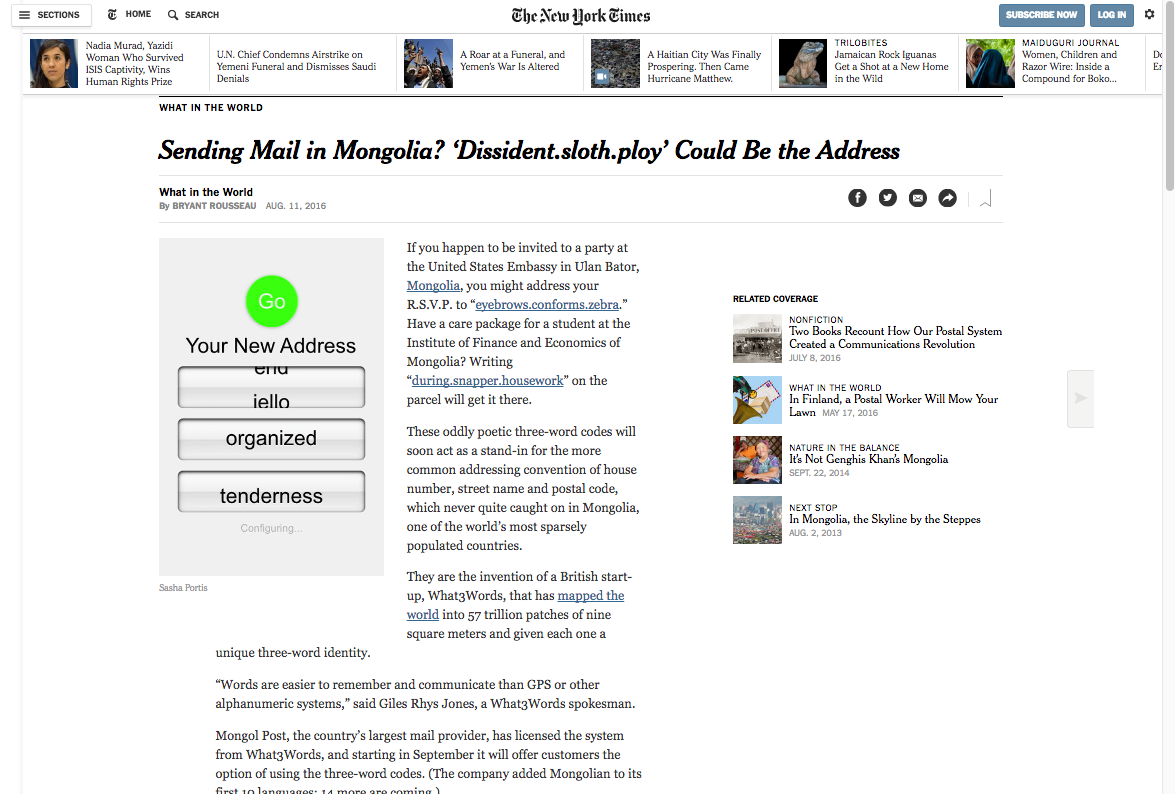 SECTIONS
HOME
SEARCH
The New York Times
SUBSCRIBE NOW
LOG IN
Nadia Murad, Yazidi
Woman Who Survived
ISIS Captivity, Wins
Human Rights Prize
U.N. Chief Condemns Airstrike on
Yemeni Funeral and Dismisses Saudi
Denials
A Roar at a Funeral, and
Yemen's War Is Altered
A Haitian City Was Finally
Prospering. Then Came
Hurricane Matthew.
TRILOBITES
Jamaican Rock Iguanas
Get a Shot at a New Home
in the Wild
MAIDUGURI JOURNAL
Women, Children and
Razor Wire: Inside a
Compound for Boko...
WHAT IN THE WORLD
Sending Mail in Mongolia? ‘Dissident.sloth.ploy’ Could Be the Address
What in the World
By BRYANT ROUSSEAU AUG. 11, 2016
Go
Your New Address
end
jello
organized
tenderness
Configuring...
Sasha Portis
If you happen to be invited to a party at
the United States Embassy in Ulan Bator,
Mongolia, you might address your
R.S.V.P. to “eyebrows.conforms.zebra.”
Have a care package for a student at the
Institute of Finance and Economics of
Mongolia? Writing
“during.snapper.housework” on the
parcel will get it there.
These oddly poetic three-word codes will
soon act as a stand-in for the more
common addressing convention of house
number, street name and postal code,
which never quite caught on in Mongolia,
one of the world’s most sparsely
populated countries.
They are the invention of a British start-
up, What3Words, that has mapped the
world into 57 trillion patches of nine
square meters and given each one a
unique three-word identity.
“Words are easier to remember and communicate than GPS or other
alphanumeric systems,” said Giles Rhys Jones, a What3Words spokesman.
Mongol Post, the country’s largest mail provider, has licensed the system
from What3Words, and starting in September it will offer customers the
option of using the three-word codes. (The company added Mongolian to its
first 10 languages; 14 more are coming.)
RELATED COVERAGE
POST OFFICE
NONFICTION
Two Books Recount How Our Postal System
Created a Communications Revolution
JULY 8, 2016
WHAT IN THE WORLD
In Finland, a Postal Worker Will Mow Your
Lawn MAY 17, 2016
NATURE IN THE BALANCE
It’s Not Genghis Khan’s Mongolia
SEPT. 22, 2014
NEXT STOP
In Mongolia, the Skyline by the Steppes
AUG. 2, 2013